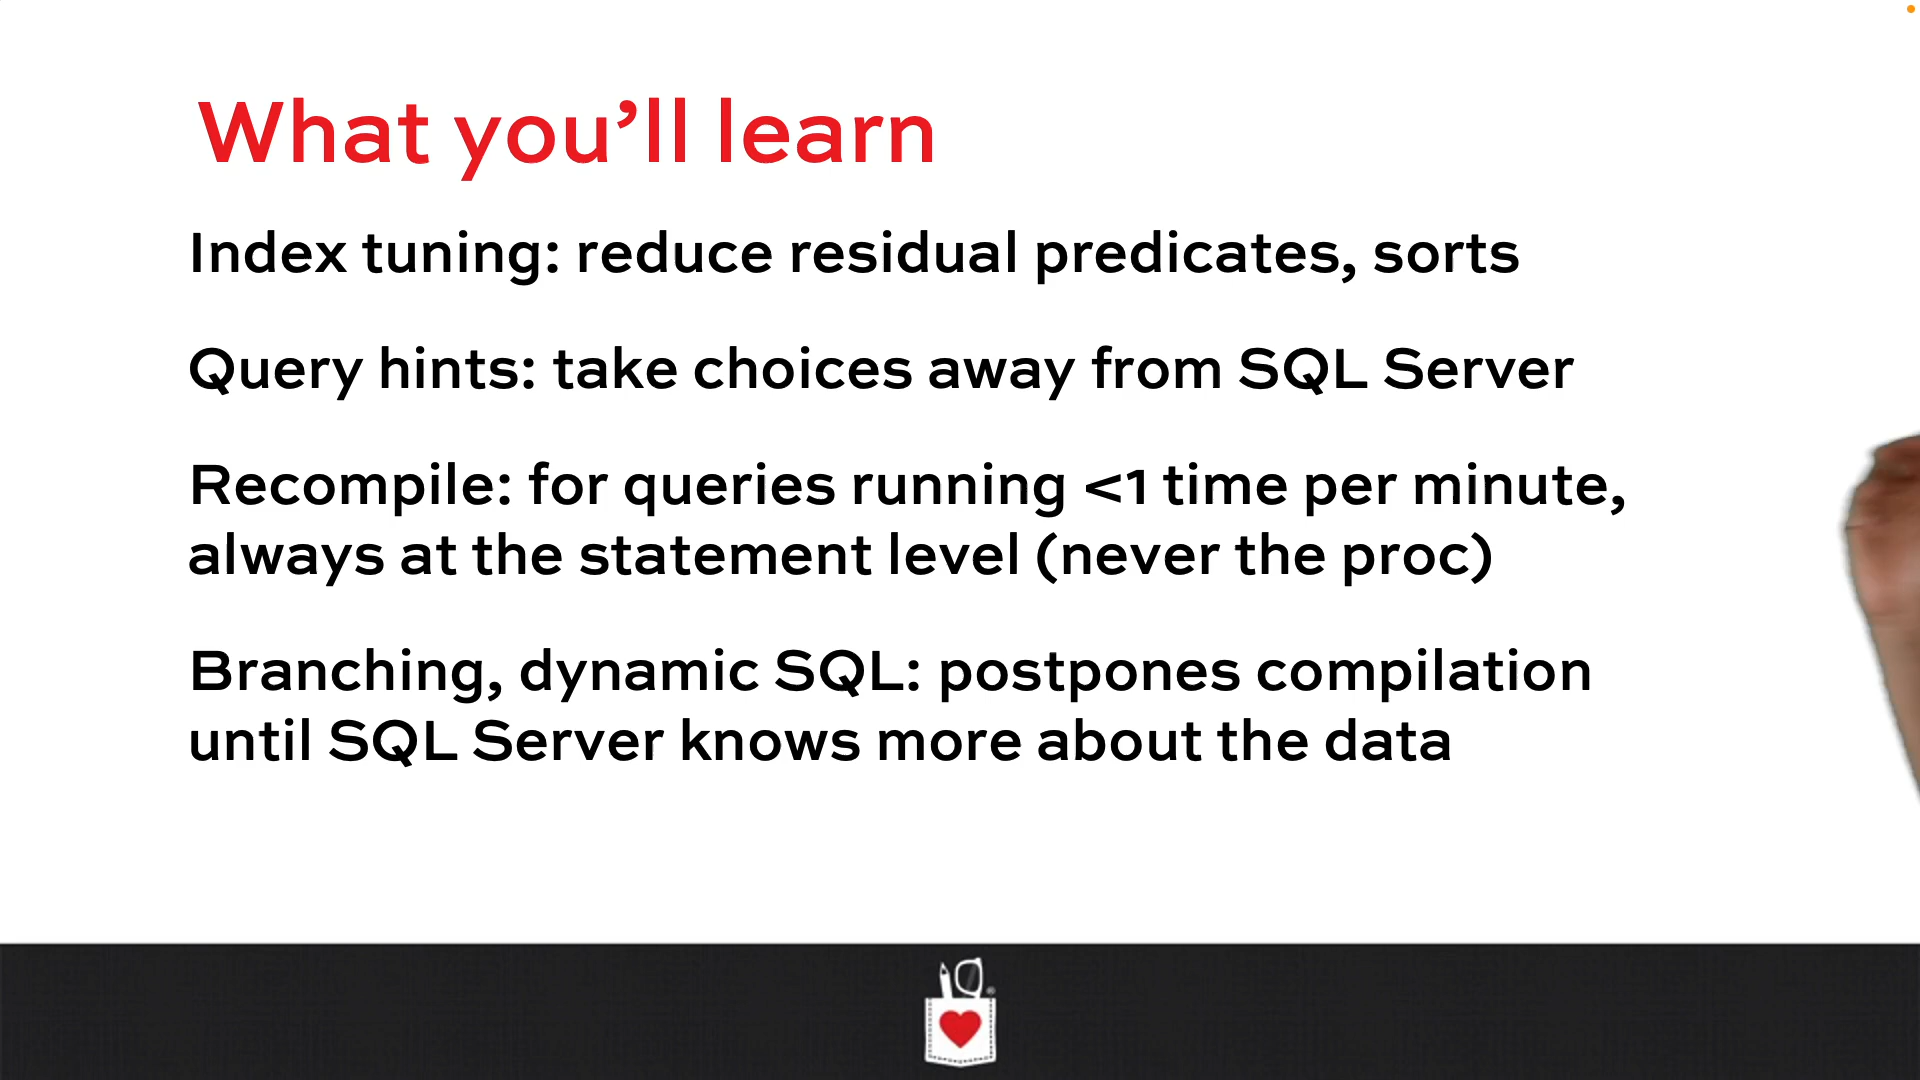 What you’ll learn
Index tuning: reduce residual predicates, sorts
Query hints: take choices away from SQL Server
Recompile: for queries running <1 time per minute,
always at the statement level (never the proc)
Branching, dynamic SQL: postpones compilation
until SQL Server knows more about the data